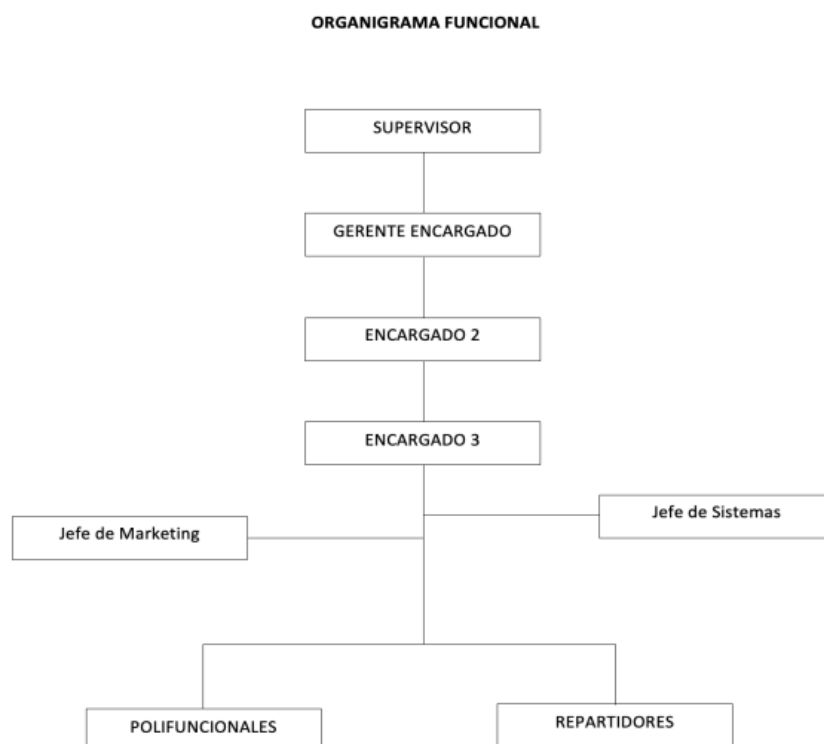 ORGANIGRAMA FUNCIONAL
SUPERVISOR
GERENTE ENCARGADO
ENCARGADO 2
ENCARGADO 3
Jefe de Sistemas
Jefe de Marketing
POLIFUNCIONALES
REPARTIDORES